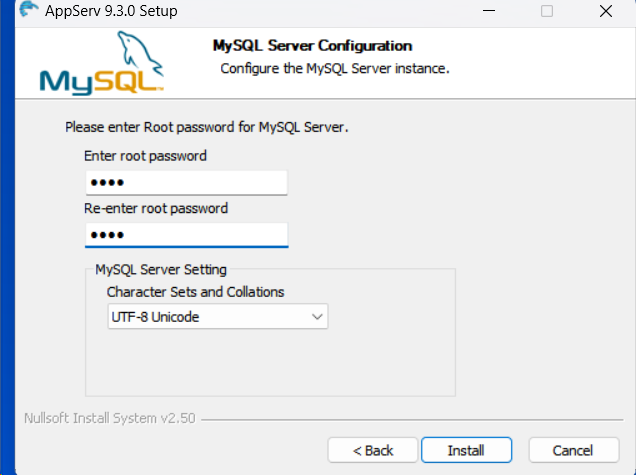 AppServ 9.3.0 Setup
MySQL Server Configuration
Configure the MySQL Server instance.
MySQL™
Please enter Root password for MySQL Server.
Enter root password
●●●●
Re-enter root password
●●●●
MySQL Server Setting
Character Sets and Collations
UTF-8 Unicode
Nullsoft Install System v2.50
< Back
Install
Cancel